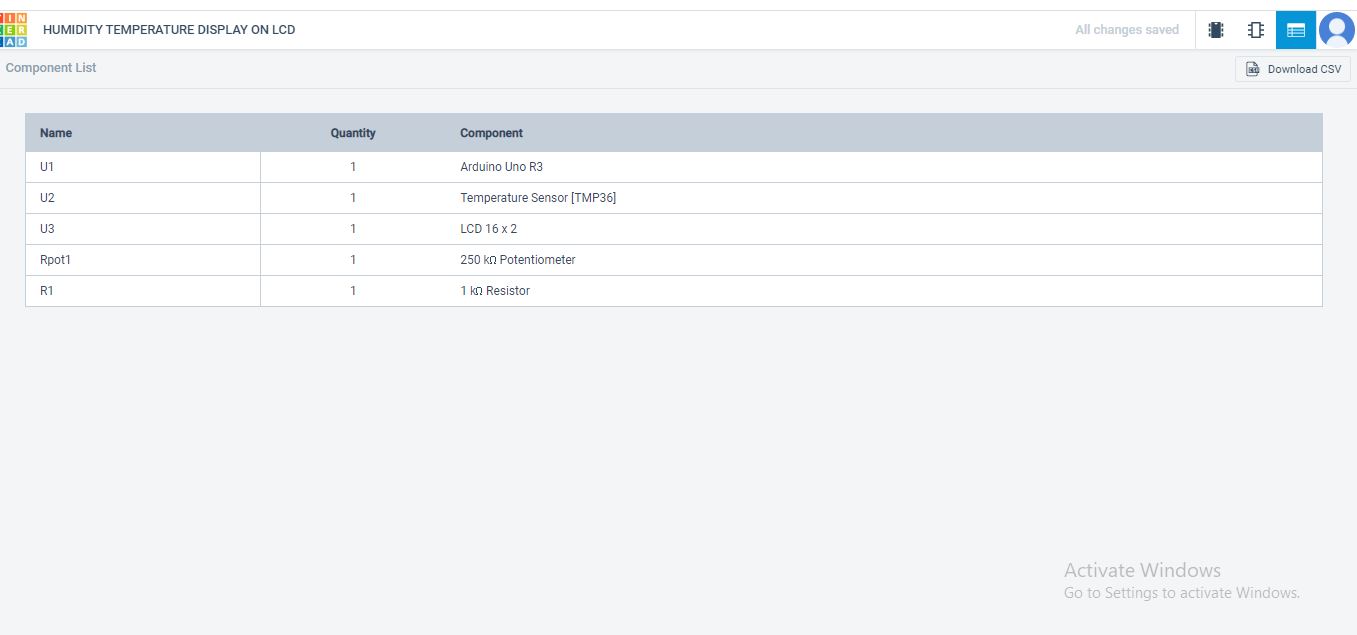 TIN
KER
CAD
HUMIDITY TEMPERATURE DISPLAY ON LCD
All changes saved
Component List
Download CSV
Name Quantity Component
U1 1 Arduino Uno R3
U2 1 Temperature Sensor [TMP36]
U3 1 LCD 16 x 2
Rpot1 1 250 kΩ Potentiometer
R1 1 1 kΩ Resistor
Activate Windows
Go to Settings to activate Windows.